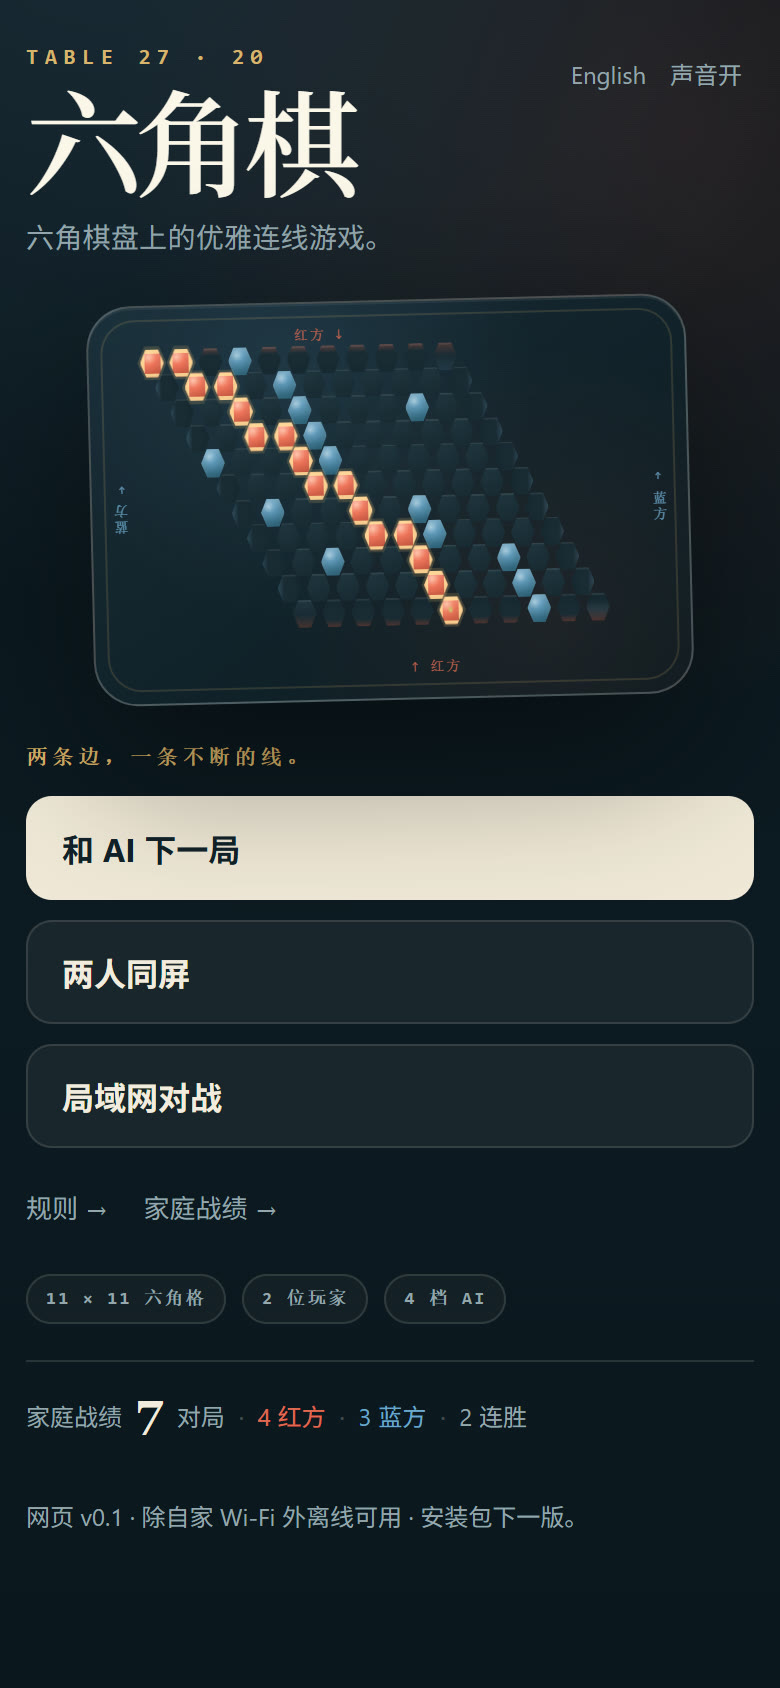 TABLE 27 · 20
English 声音开
六角棋
六角棋盘上的优雅连线游戏。
红方 ↓
蓝方 →
← 蓝方
↑ 红方
两条边，一条不断的线。
和 AI 下一局
两人同屏
局域网对战
规则 → 家庭战绩 →
11 × 11 六角格 2 位玩家 4 档 AI
家庭战绩 7 对局 · 4 红方 · 3 蓝方 · 2 连胜
网页 v0.1 · 除自家 Wi-Fi 外离线可用 · 安装包下一版。